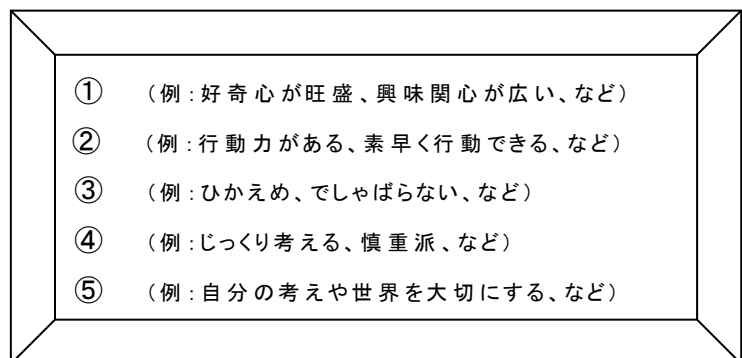 ① （例：好奇心が旺盛、興味関心が広い、など）
② （例：行動力がある、素早く行動できる、など）
③ （例：ひかえめ、でしゃばらない、など）
④ （例：じっくり考える、慎重派、など）
⑤ （例：自分の考えや世界を大切にする、など）